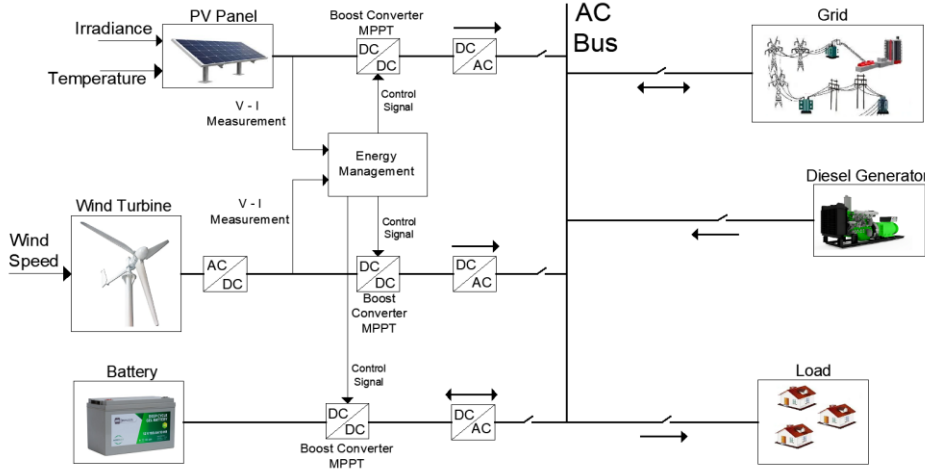 PV Panel
Irradiance
Temperature
Boost Converter
MPPT
DC
DC
DC
AC
AC
Bus
Grid
V - I
Measurement
Control
Signal
Energy
Management
Diesel Generator
Wind Turbine
V - I
Measurement
Control
Signal
Wind
Speed
AC
DC
DC
DC
DC
AC
Boost
Converter
MPPT
Battery
Control
Signal
Load
DC
DC
DC
AC
Boost Converter
MPPT